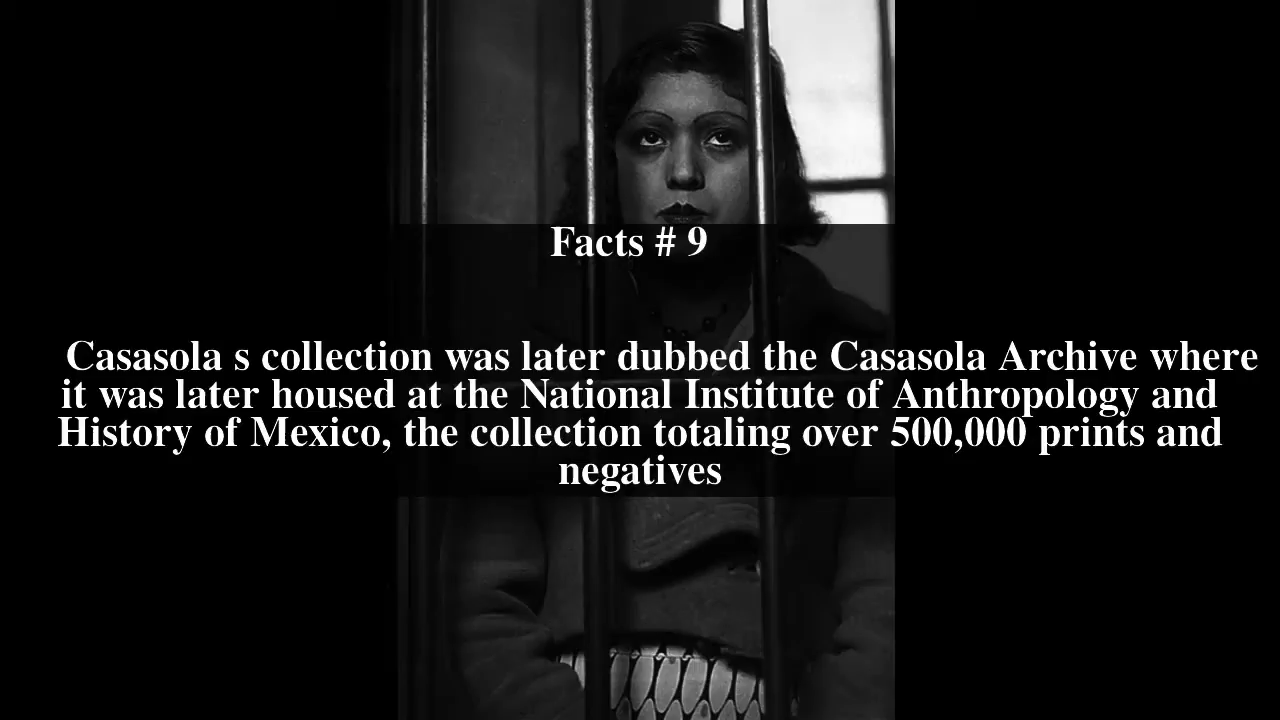 Facts # 9
Casasola s collection was later dubbed the Casasola Archive where
it was later housed at the National Institute of Anthropology and
History of Mexico, the collection totaling over 500,000 prints and
negatives